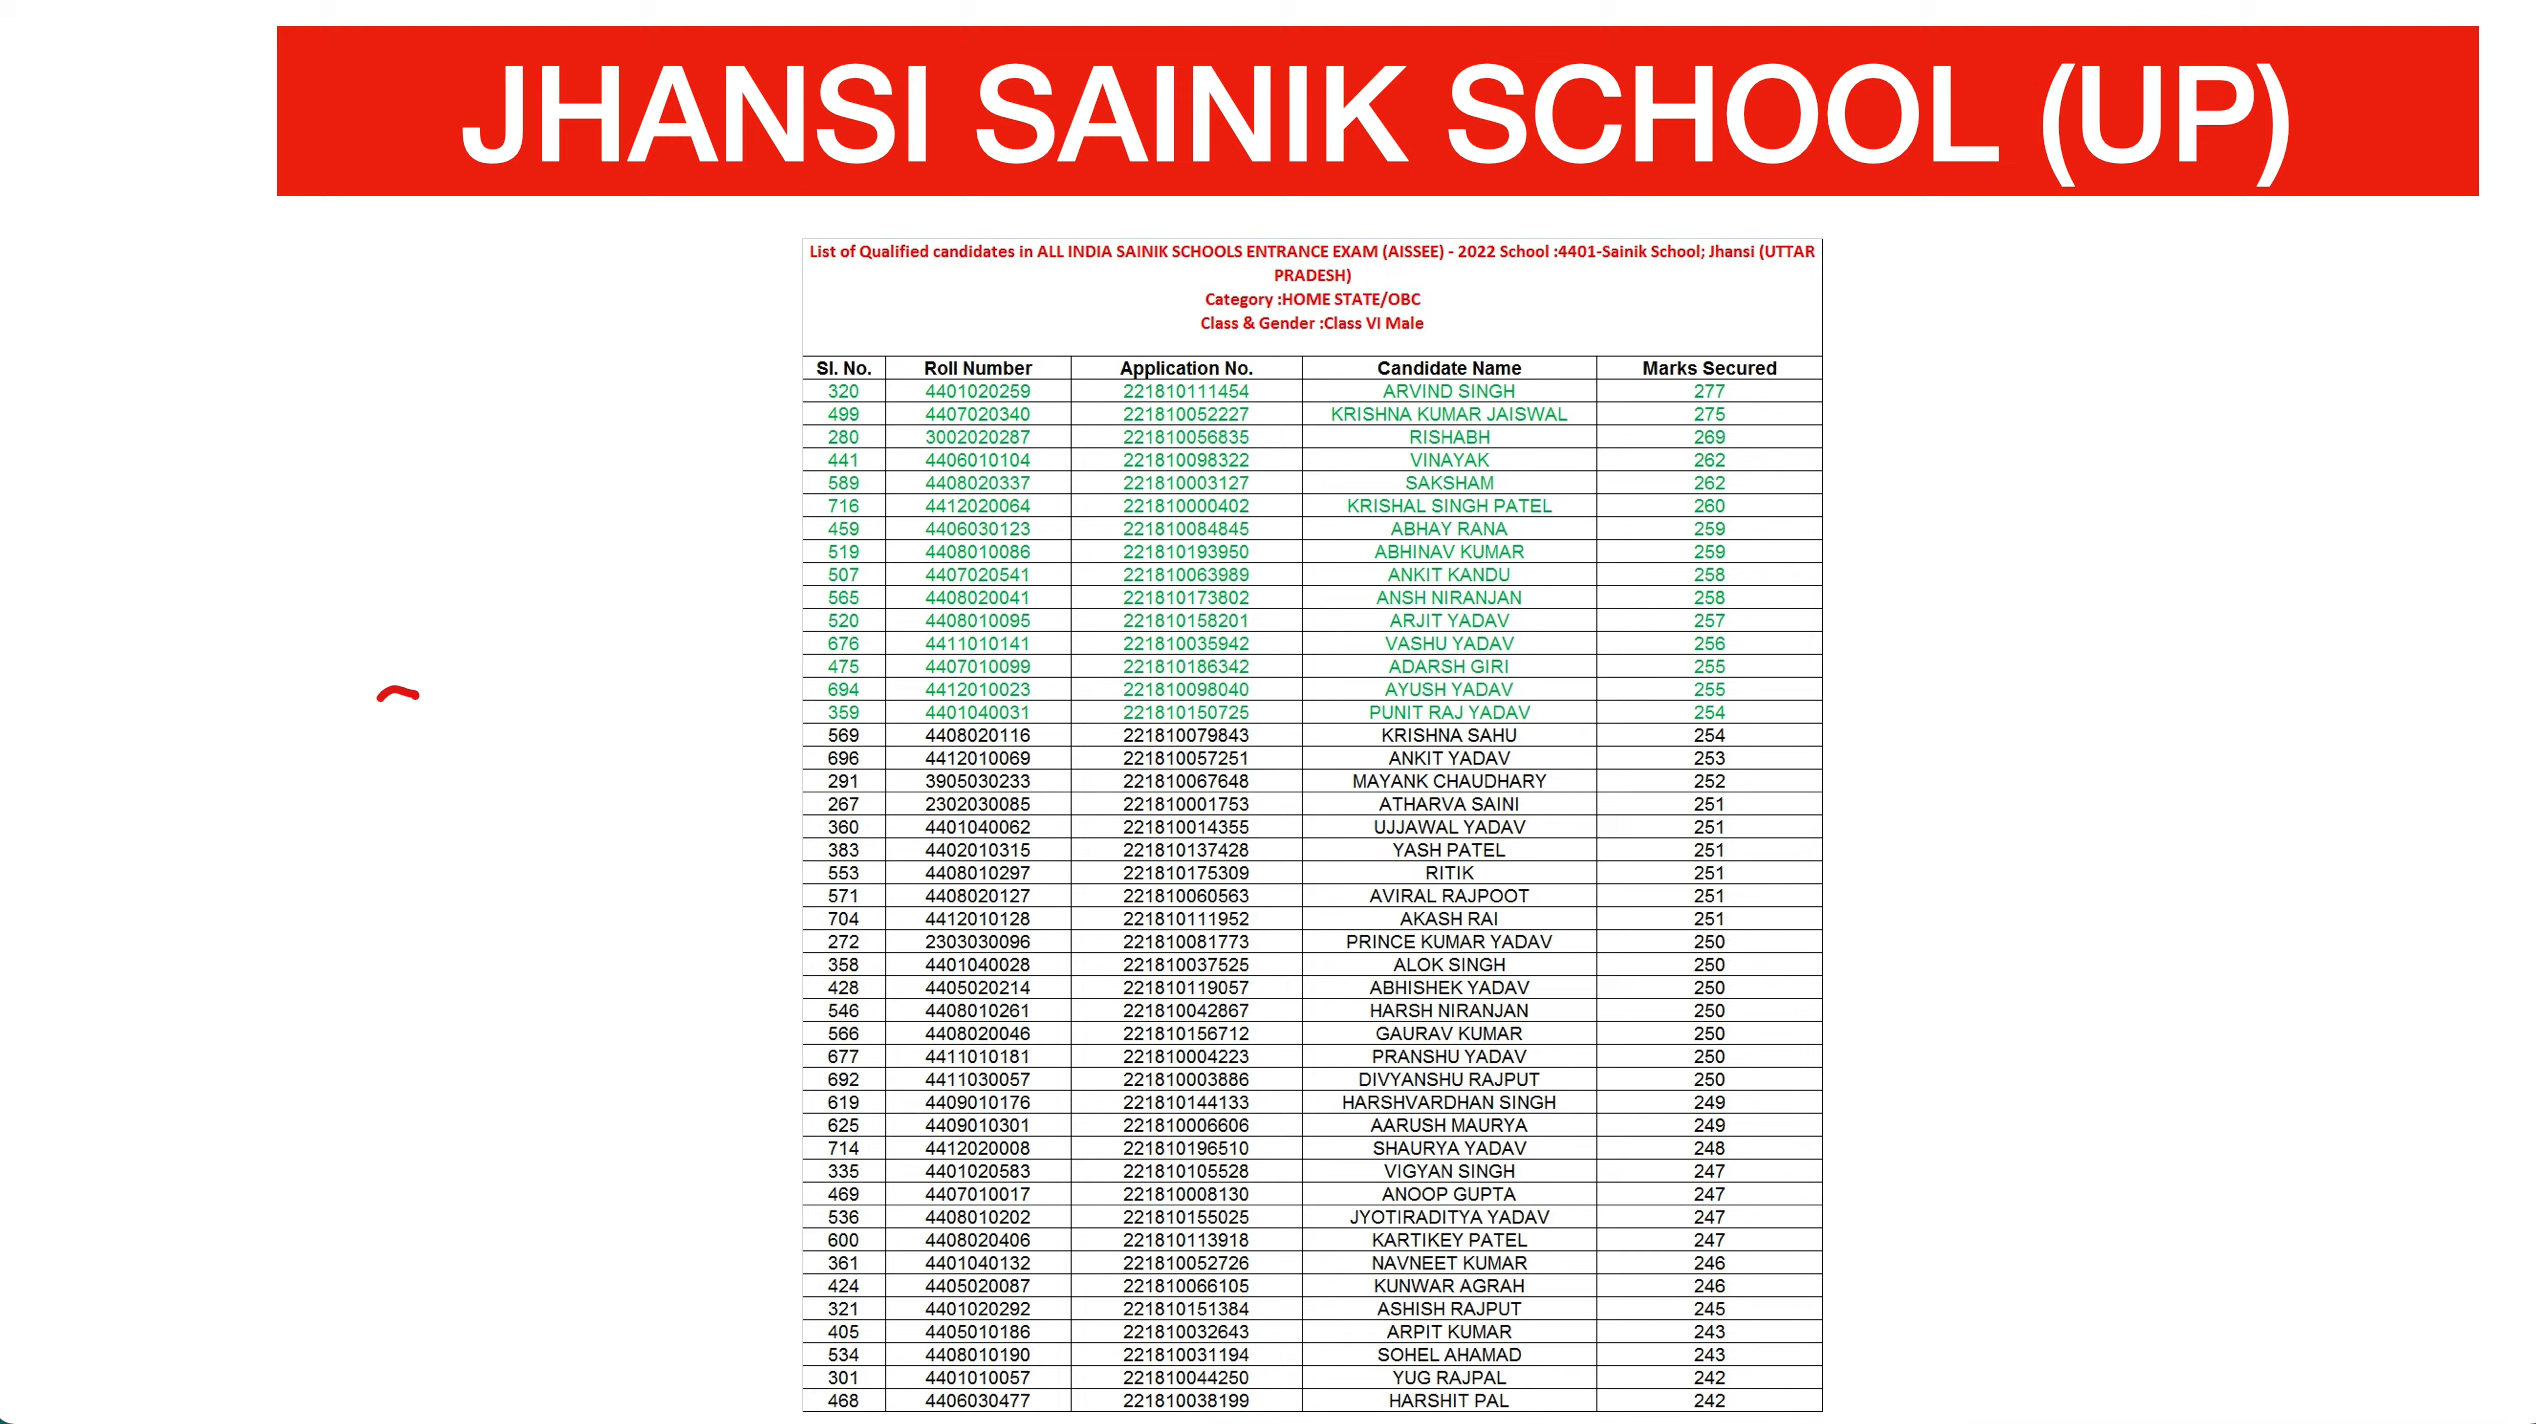 JHANSI SAINIK SCHOOL (UP)
List of Qualified candidates in ALL INDIA SAINIK SCHOOLS ENTRANCE EXAM (AISSEE) - 2022 School :4401-Sainik School; Jhansi (UTTAR
PRADESH)
Category :HOME STATE/OBC
Class & Gender :Class VI Male
Sl. No. Roll Number Application No. Candidate Name Marks Secured
320 4401020259 221810111454 ARVIND SINGH 277
499 4407020340 221810052227 KRISHNA KUMAR JAISWAL 275
280 3002020287 221810056835 RISHABH 269
441 4406010104 221810098322 VINAYAK 262
589 4408020337 221810003127 SAKSHAM 262
716 4412020064 221810000402 KRISHAL SINGH PATEL 260
459 4406030123 221810084845 ABHAY RANA 259
519 4408010086 221810193950 ABHINAV KUMAR 259
507 4407020541 221810063989 ANKIT KANDU 258
565 4408020041 221810173802 ANSH NIRANJAN 258
520 4408010095 221810158201 ARJIT YADAV 257
676 4411010141 221810035942 VASHU YADAV 256
475 4407010099 221810186342 ADARSH GIRI 255
694 4412010023 221810098040 AYUSH YADAV 255
359 4401040031 221810150725 PUNIT RAJ YADAV 254
569 4408020116 221810079843 KRISHNA SAHU 254
696 4412010069 221810057251 ANKIT YADAV 253
291 3905030233 221810067648 MAYANK CHAUDHARY 252
267 2302030085 221810001753 ATHARVA SAINI 251
360 4401040062 221810014355 UJJAWAL YADAV 251
383 4402010315 221810137428 YASH PATEL 251
553 4408010297 221810175309 RITIK 251
571 4408020127 221810060563 AVIRAL RAJPOOT 251
704 4412010128 221810111952 AKASH RAI 251
272 2303030096 221810081773 PRINCE KUMAR YADAV 250
358 4401040028 221810037525 ALOK SINGH 250
428 4405020214 221810119057 ABHISHEK YADAV 250
546 4408010261 221810042867 HARSH NIRANJAN 250
566 4408020046 221810156712 GAURAV KUMAR 250
677 4411010181 221810004223 PRANSHU YADAV 250
692 4411030057 221810003886 DIVYANSHU RAJPUT 250
619 4409010176 221810144133 HARSHVARDHAN SINGH 249
625 4409010301 221810006606 AARUSH MAURYA 249
714 4412020008 221810196510 SHAURYA YADAV 248
335 4401020583 221810105528 VIGYAN SINGH 247
469 4407010017 221810008130 ANOOP GUPTA 247
536 4408010202 221810155025 JYOTIRADITYA YADAV 247
600 4408020406 221810113918 KARTIKEY PATEL 247
361 4401040132 221810052726 NAVNEET KUMAR 246
424 4405020087 221810066105 KUNWAR AGRAH 246
321 4401020292 221810151384 ASHISH RAJPUT 245
405 4405010186 221810032643 ARPIT KUMAR 243
534 4408010190 221810031194 SOHEL AHAMAD 243
301 4401010057 221810044250 YUG RAJPAL 242
468 4406030477 221810038199 HARSHIT PAL 242